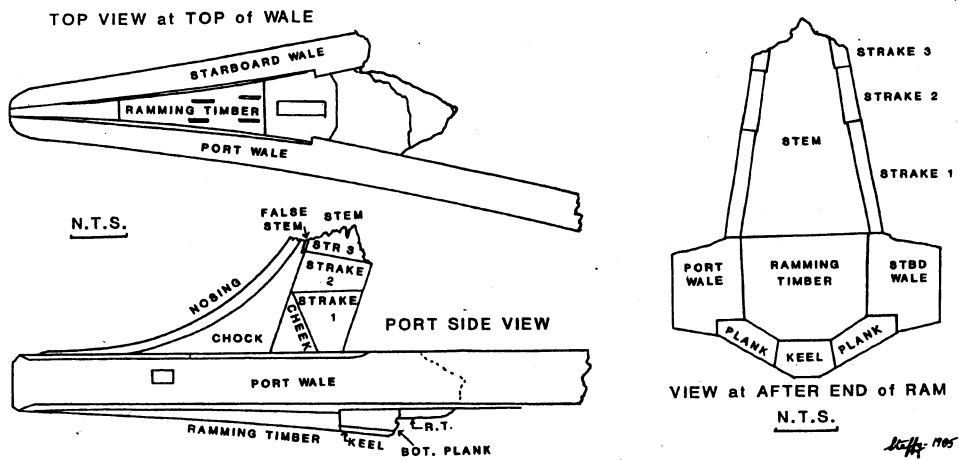 TOP VIEW at TOP of WALE
STARBOARD WALE
RAMMING TIMBER
PORT WALE
N.T.S.
FALSE
STEM
STEM
STR 3
STRAKE
2
STRAKE
1
NOSING
CHEEK
CHOCK
PORT SIDE VIEW
PORT WALE
RAMMING TIMBER
KEEL
R.T.
BOT. PLANK
STRAKE 3
STRAKE 2
STEM
STRAKE 1
PORT
WALE
RAMMING
TIMBER
STBD
WALE
PLANK
KEEL
PLANK
VIEW at AFTER END of RAM
N.T.S.
Steffy 1985